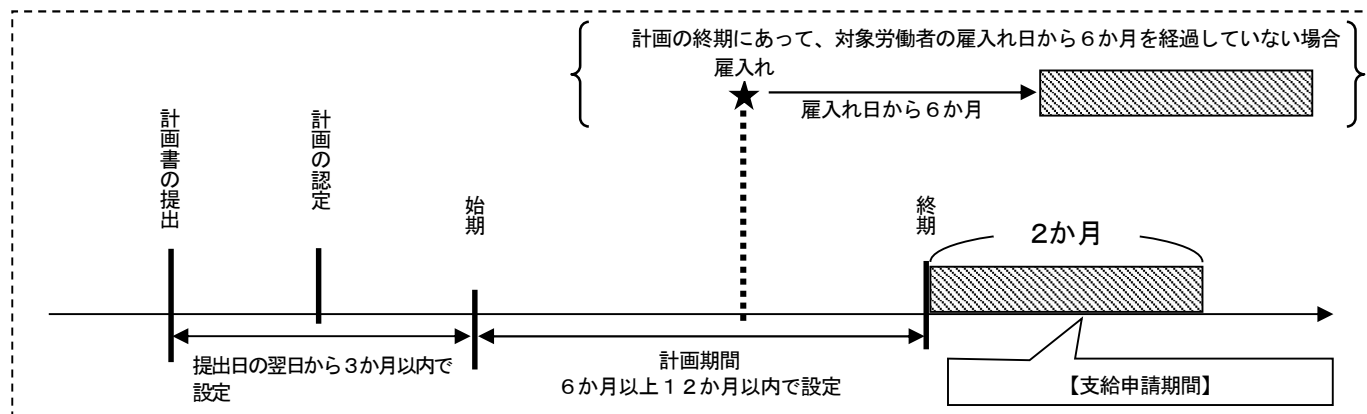 計画の終期にあって、対象労働者の雇入れ日から６か月を経過していない場合
雇入れ
雇入れ日から６か月
計画書の提出
計画の認定
始期
終期
２か月
提出日の翌日から３か月以内で
設定
計画期間
６か月以上１２か月以内で設定
【支給申請期間】